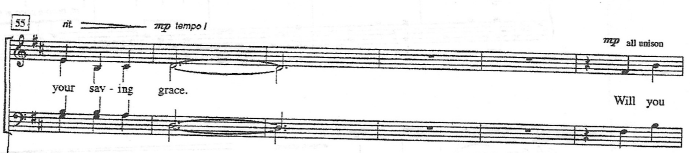 55 rit. mp tempo I
mp all unison
your sav - ing grace.
Will you